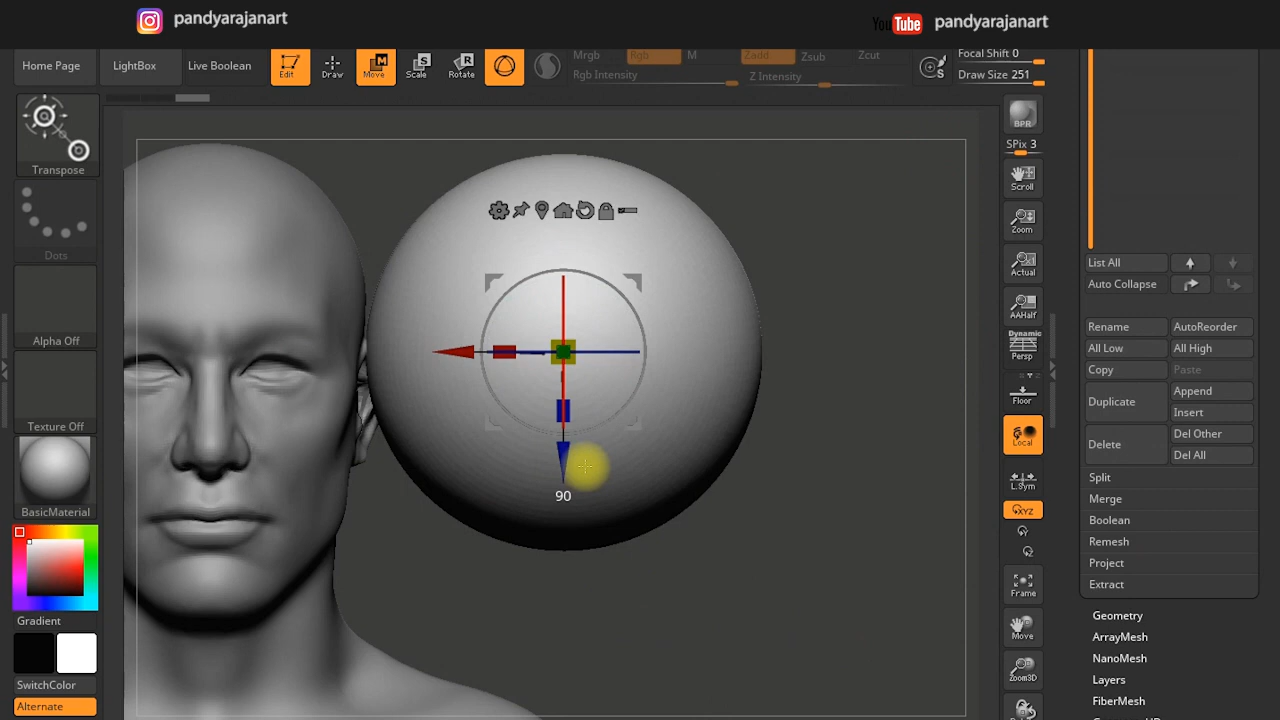 pandyarajanart
YouTube
pandyarajanart
Home Page
LightBox
Live Boolean
Edit
Draw
Move
Scale
Rotate
Mrgb
Rgb
M
Zadd
Zsub
Zcut
Rgb Intensity
Z Intensity
Focal Shift 0
Draw Size 251
Transpose
Dots
Alpha Off
Texture Off
BasicMaterial
Gradient
SwitchColor
Alternate
90
BPR
SPix 3
Scroll
Zoom
Actual
AAHalf
Dynamic
Persp
Floor
Local
L.Sym
XYZ
Frame
Move
Zoom3D
List All
Auto Collapse
Rename
AutoReorder
All Low
All High
Copy
Paste
Duplicate
Append
Insert
Delete
Del Other
Del All
Split
Merge
Boolean
Remesh
Project
Extract
Geometry
ArrayMesh
NanoMesh
Layers
FiberMesh